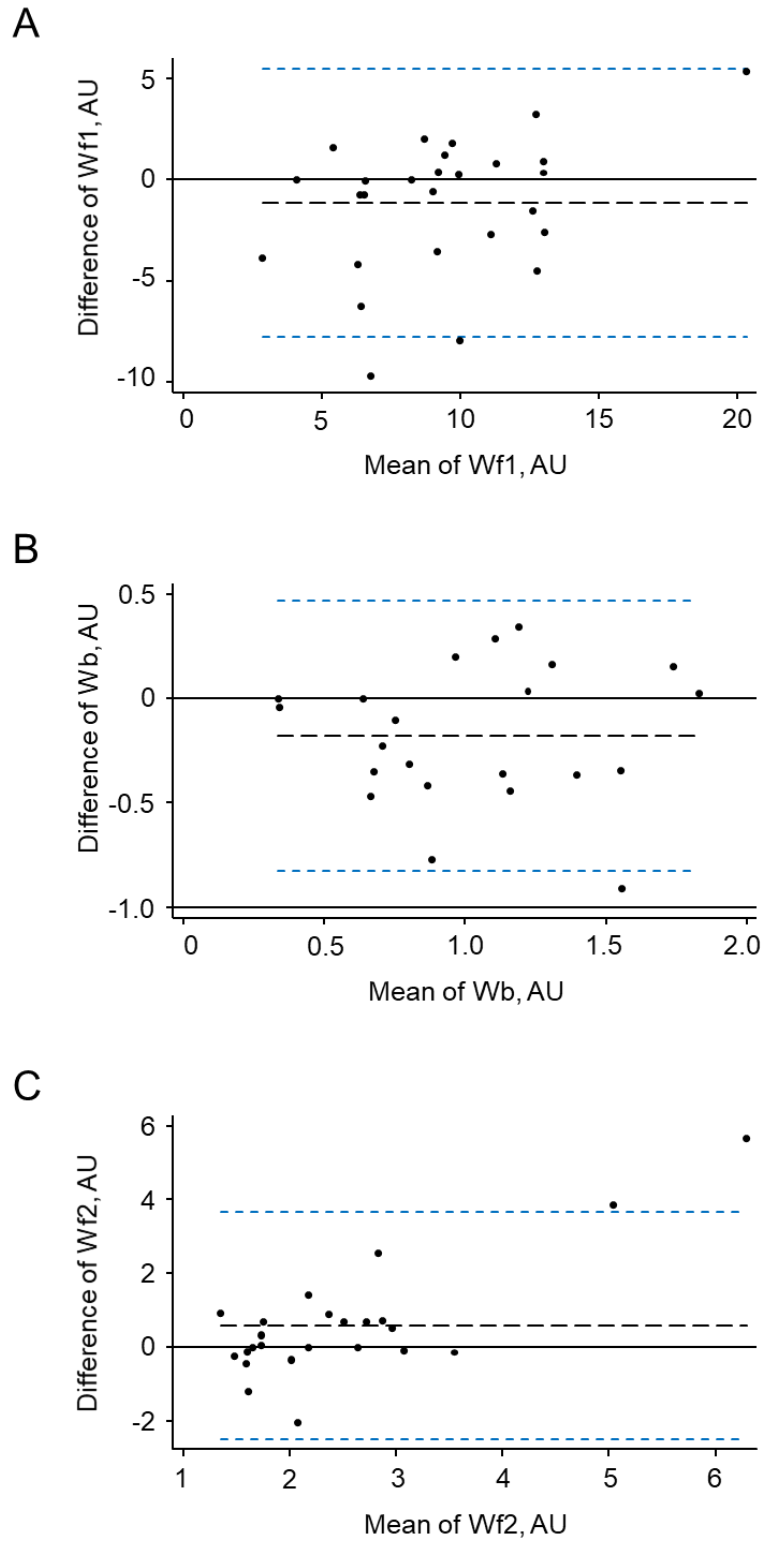 A
Difference of Wf1, AU
5
0
-5
-10
0 5 10 15 20
Mean of Wf1, AU
B
Difference of Wb, AU
0.5
0
-0.5
-1.0
0 0.5 1.0 1.5 2.0
Mean of Wb, AU
C
Difference of Wf2, AU
6
4
2
0
-2
1 2 3 4 5 6
Mean of Wf2, AU